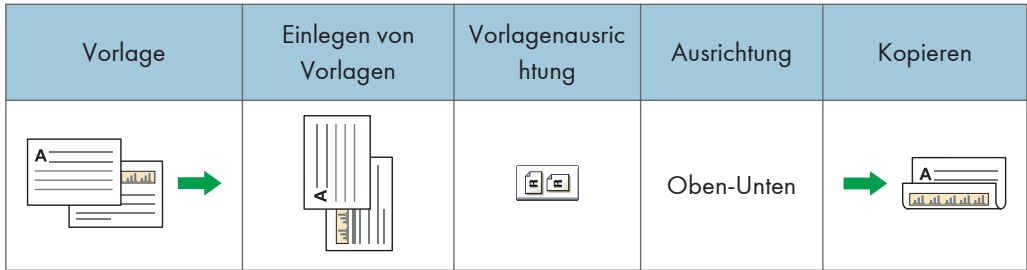 Vorlage
Einlegen von
Vorlagen
Vorlagenausric
htung
Ausrichtung
Kopieren
A
A
R R
Oben-Unten
A